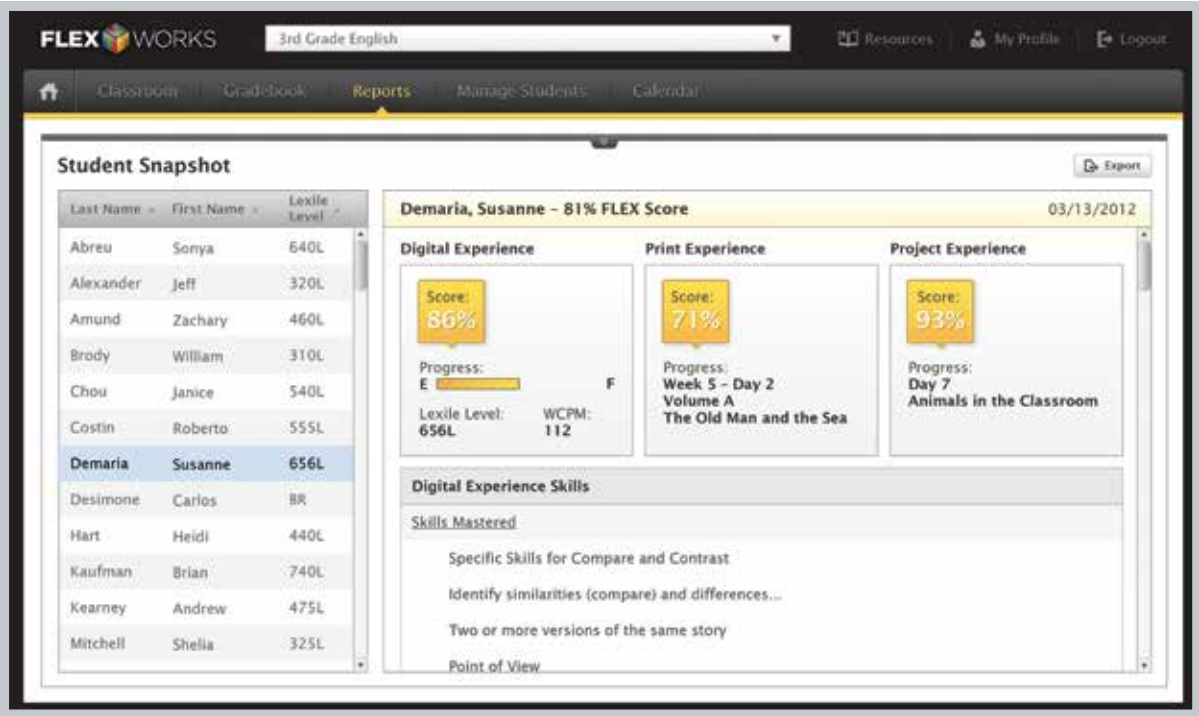 FLEX WORKS
3rd Grade English
Resources
My Profile
Logout
Classroom
Gradebook
Reports
Manage Students
Calendar
Student Snapshot
Export
Last Name First Name Lexile Level
Abreu Sonya 640L
Alexander Jeff 320L
Amund Zachary 460L
Brody William 310L
Chou Janice 540L
Costin Roberto 555L
Demaria Susanne 656L
Desimone Carlos BR
Hart Heidi 440L
Kaufman Brian 740L
Kearney Andrew 475L
Mitchell Shelia 325L
Demaria, Susanne – 81% FLEX Score 03/13/2012
Digital Experience
Score:
86%
Progress:
E F
Lexile Level: WCPM:
656L 112
Print Experience
Score:
71%
Progress:
Week 5 – Day 2
Volume A
The Old Man and the Sea
Project Experience
Score:
93%
Progress:
Day 7
Animals in the Classroom
Digital Experience Skills
Skills Mastered
Specific Skills for Compare and Contrast
Identify similarities (compare) and differences...
Two or more versions of the same story
Point of View